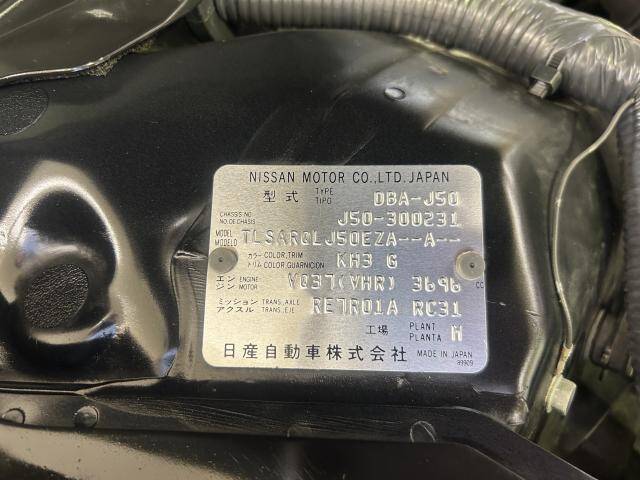 NISSAN MOTOR CO.,LTD. JAPAN
型式 TYPE TIPO DBA-J50
CHASSIS NO. NO. DE CHASIS J50-300231
MODEL MODELO TLSARQLJ50EZA--A--
カラー COLOR, TRIM トリム COLOR, GUARNICION KH3 G
エンジン ENGINE MOTOR VQ37(VHR) 3696 cc
ミッション TRANS, AXLE アクスル TRANS, EJE RE7R01A RC31
工場 PLANT PLANTA H
日産自動車株式会社 MADE IN JAPAN
89909